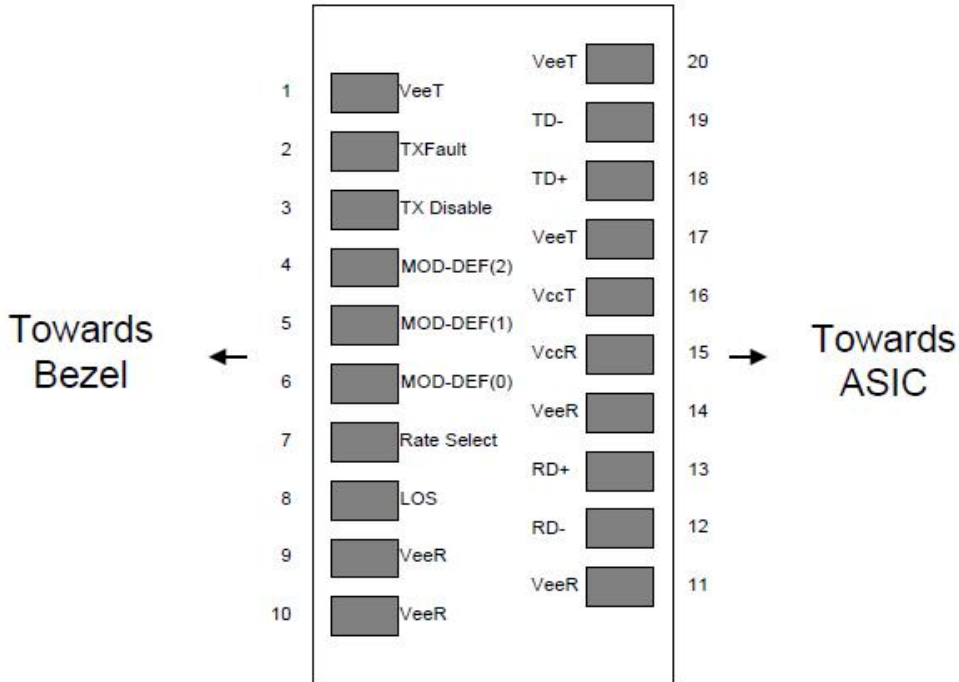 VeeT 20
1 VeeT
TD- 19
2 TXFault
TD+ 18
3 TX Disable
VeeT 17
4 MOD-DEF(2)
VccT 16
5 MOD-DEF(1)
Towards
Bezel
VccR 15
Towards
ASIC
6 MOD-DEF(0)
VeeR 14
7 Rate Select
RD+ 13
8 LOS
RD- 12
9 VeeR
VeeR 11
10 VeeR